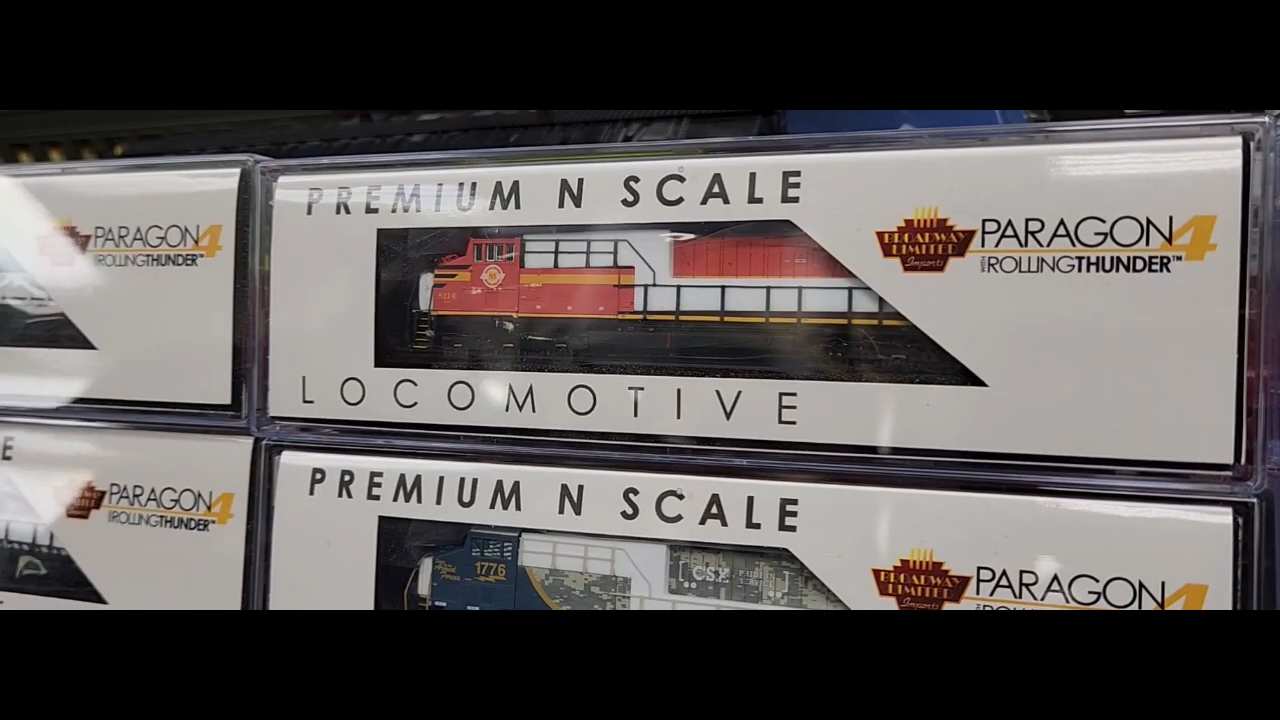 PREMIUM N SCALE
BROADWAY
LIMITED
Imports
PARAGON4
WITH ROLLINGTHUNDER™
LOCOMOTIVE
PARAGON4
ROLLINGTHUNDER™
E
PARAGON4
ROLLINGTHUNDER™
PREMIUM N SCALE
1776
CSX
BROADWAY
LIMITED
Imports
PARAGON4